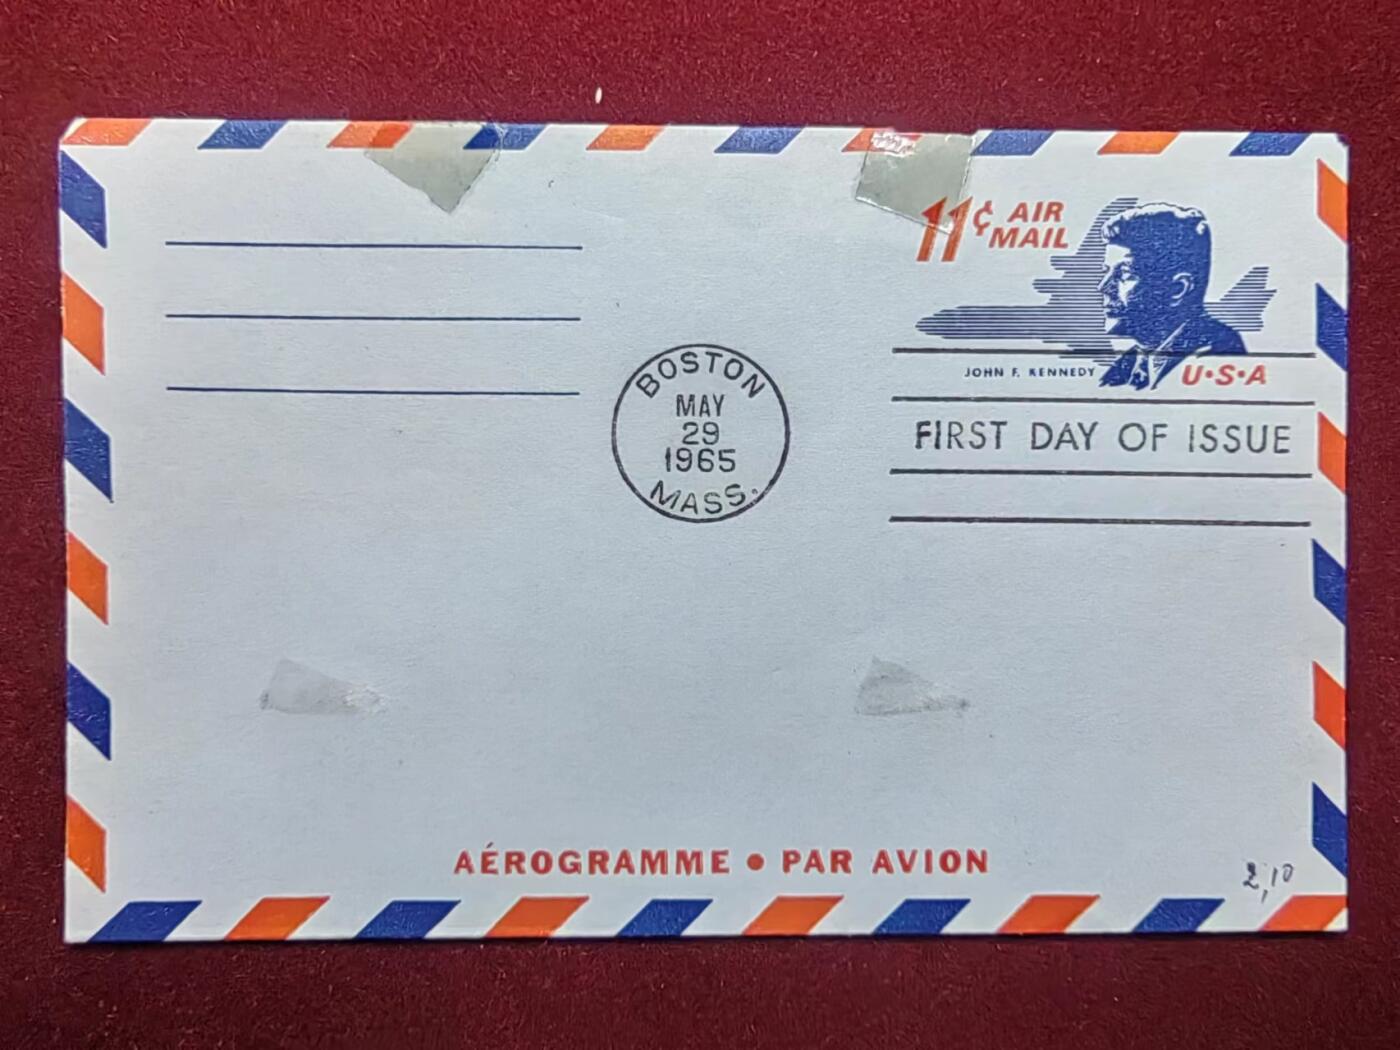 11¢ AIR MAIL
JOHN F. KENNEDY
U·S·A
BOSTON
MAY
29
1965
MASS.
FIRST DAY OF ISSUE
AÉROGRAMME • PAR AVION
2,10